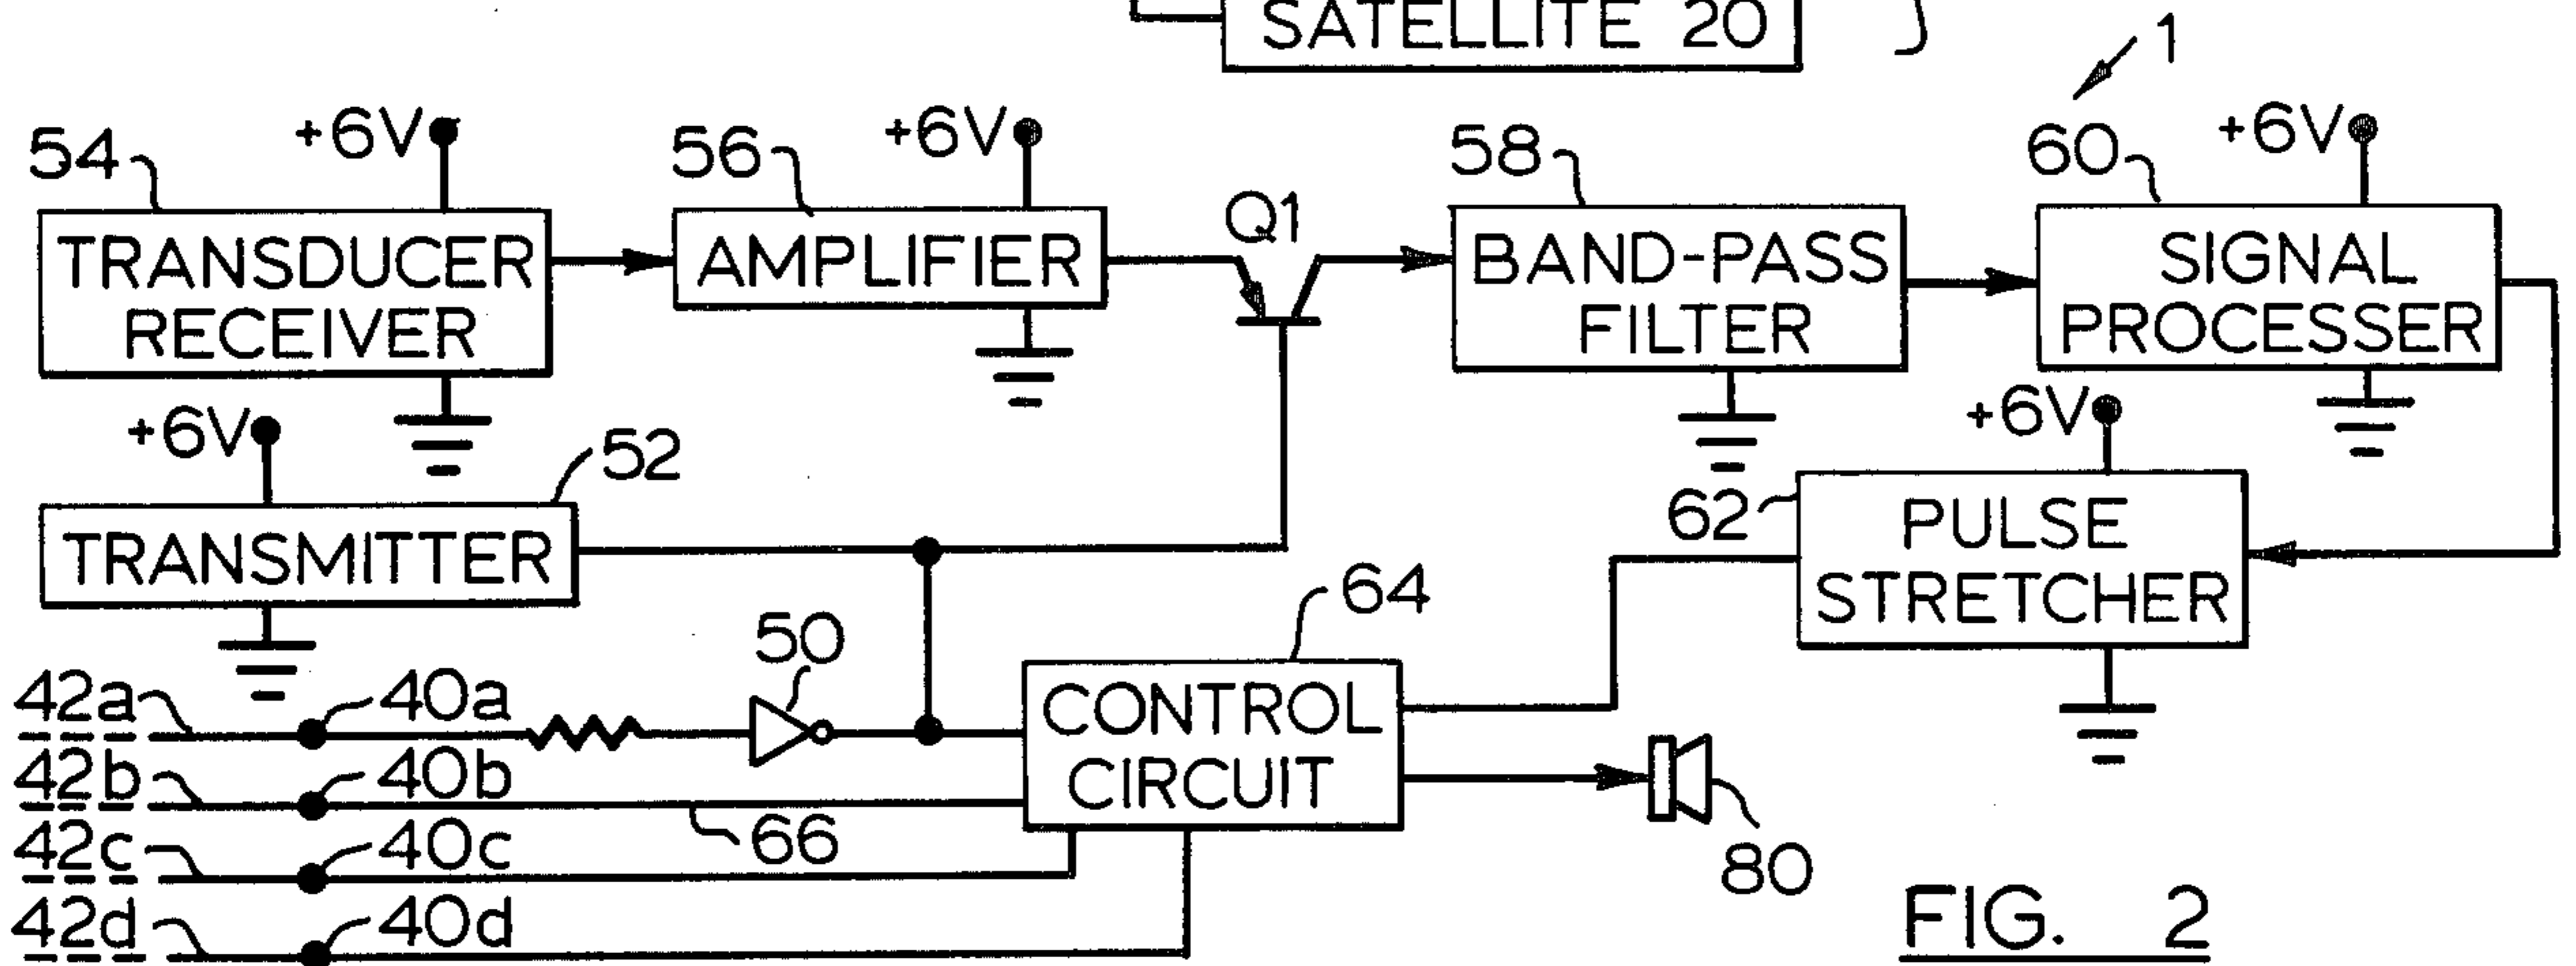 SATELLITE 20
1
54
+6V
56
+6V
58
60
+6V
Q1
TRANSDUCER
RECEIVER
AMPLIFIER
BAND-PASS
FILTER
SIGNAL
PROCESSER
+6V
52
+6V
62
TRANSMITTER
PULSE
STRETCHER
50
64
42a
40a
CONTROL
CIRCUIT
42b
40b
66
42c
40c
80
42d
40d
FIG. 2